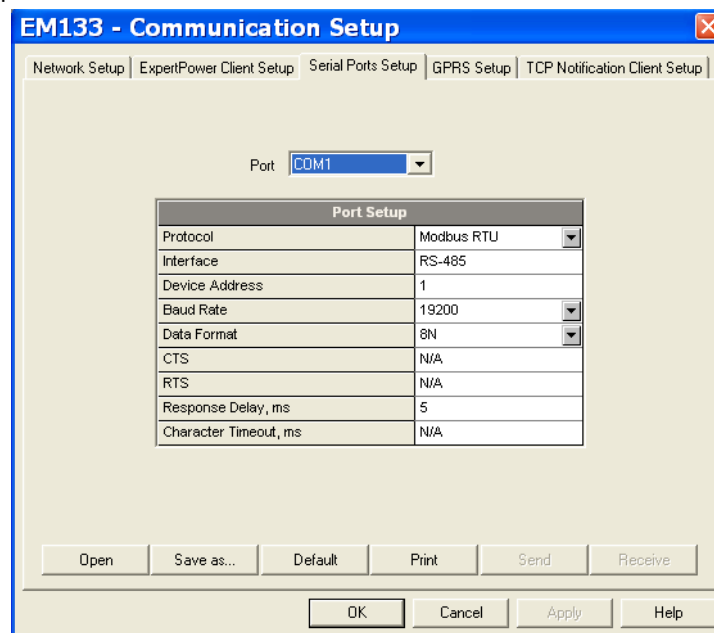 EM133 - Communication Setup
Network Setup ExpertPower Client Setup Serial Ports Setup GPRS Setup TCP Notification Client Setup
Port COM1
Port Setup
Protocol Modbus RTU
Interface RS-485
Device Address 1
Baud Rate 19200
Data Format 8N
CTS N/A
RTS N/A
Response Delay, ms 5
Character Timeout, ms N/A
Open Save as... Default Print Send Receive
OK Cancel Apply Help